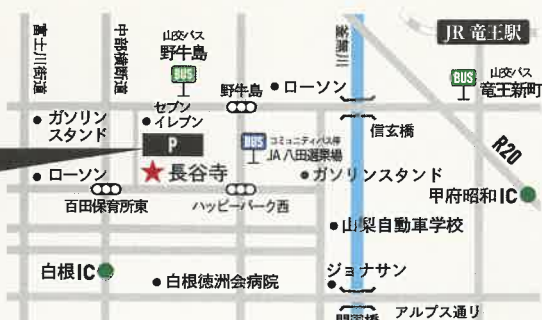 JR 竜王駅
富士川街道
中部横断道
山交バス
野牛島
BUS
釜無川
山交バス
竜王新町
BUS
野牛島
ローソン
セブン
イレブン
ガソリン
スタンド
P
BUS
コミュニティバス停
JA 八田選果場
信玄橋
R20
ローソン
長谷寺
ガソリンスタンド
甲府昭和IC
百田保育所東
ハッピーパーク西
山梨自動車学校
白根IC
白根徳洲会病院
ジョナサン
アルプス通り